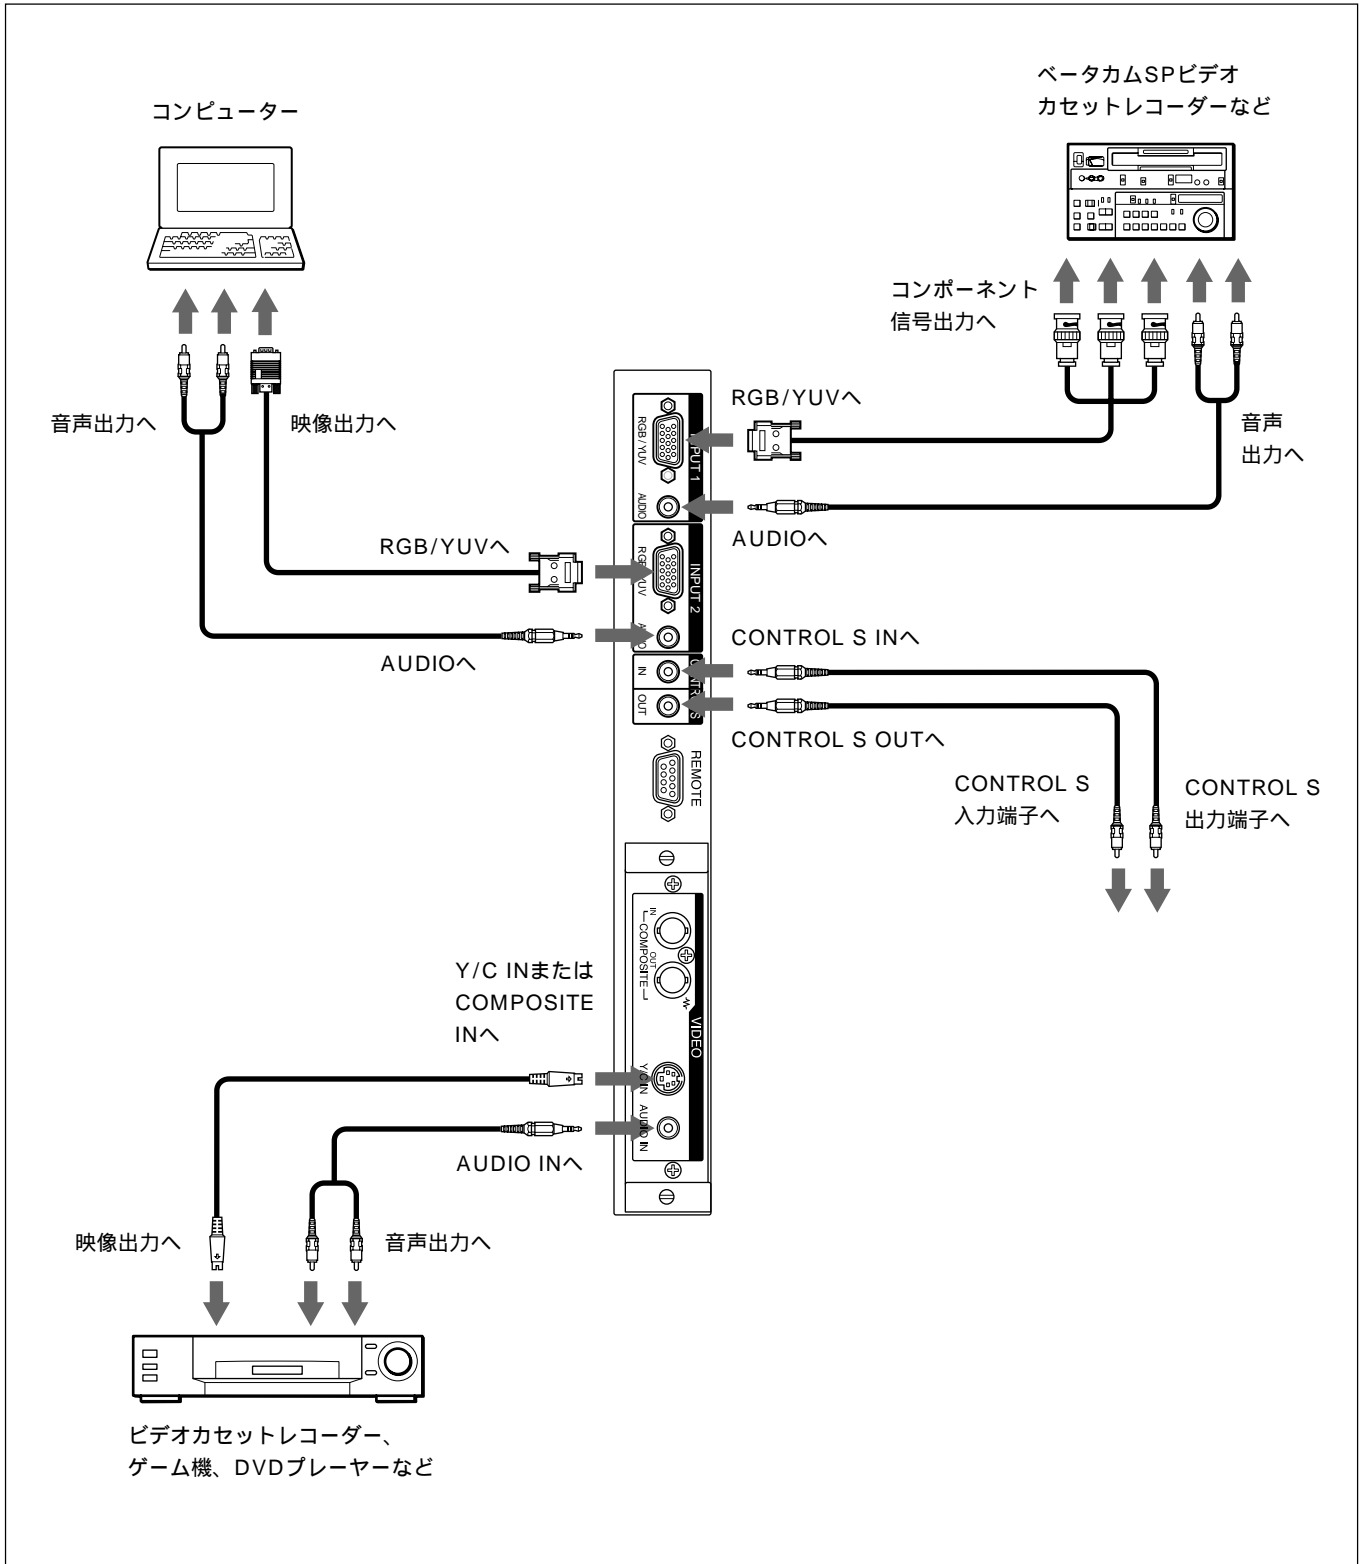 コンピューター
ベータカムSPビデオ
カセットレコーダーなど
コンポーネント
信号出力へ
音声出力へ
映像出力へ
RGB/YUVへ
音声
出力へ
RGB/YUV
INPUT 1
AUDIO
AUDIOへ
RGB/YUVへ
RGB/YUV
INPUT 2
AUDIO
AUDIOへ
CONTROL S INへ
IN
CONTROL S
OUT
CONTROL S OUTへ
REMOTE
CONTROL S
入力端子へ
CONTROL S
出力端子へ
IN
COMPOSITE
OUT
VIDEO
Y/C INまたは
COMPOSITE
INへ
Y/C IN
AUDIO IN
AUDIO INへ
映像出力へ
音声出力へ
ビデオカセットレコーダー、
ゲーム機、DVDプレーヤーなど